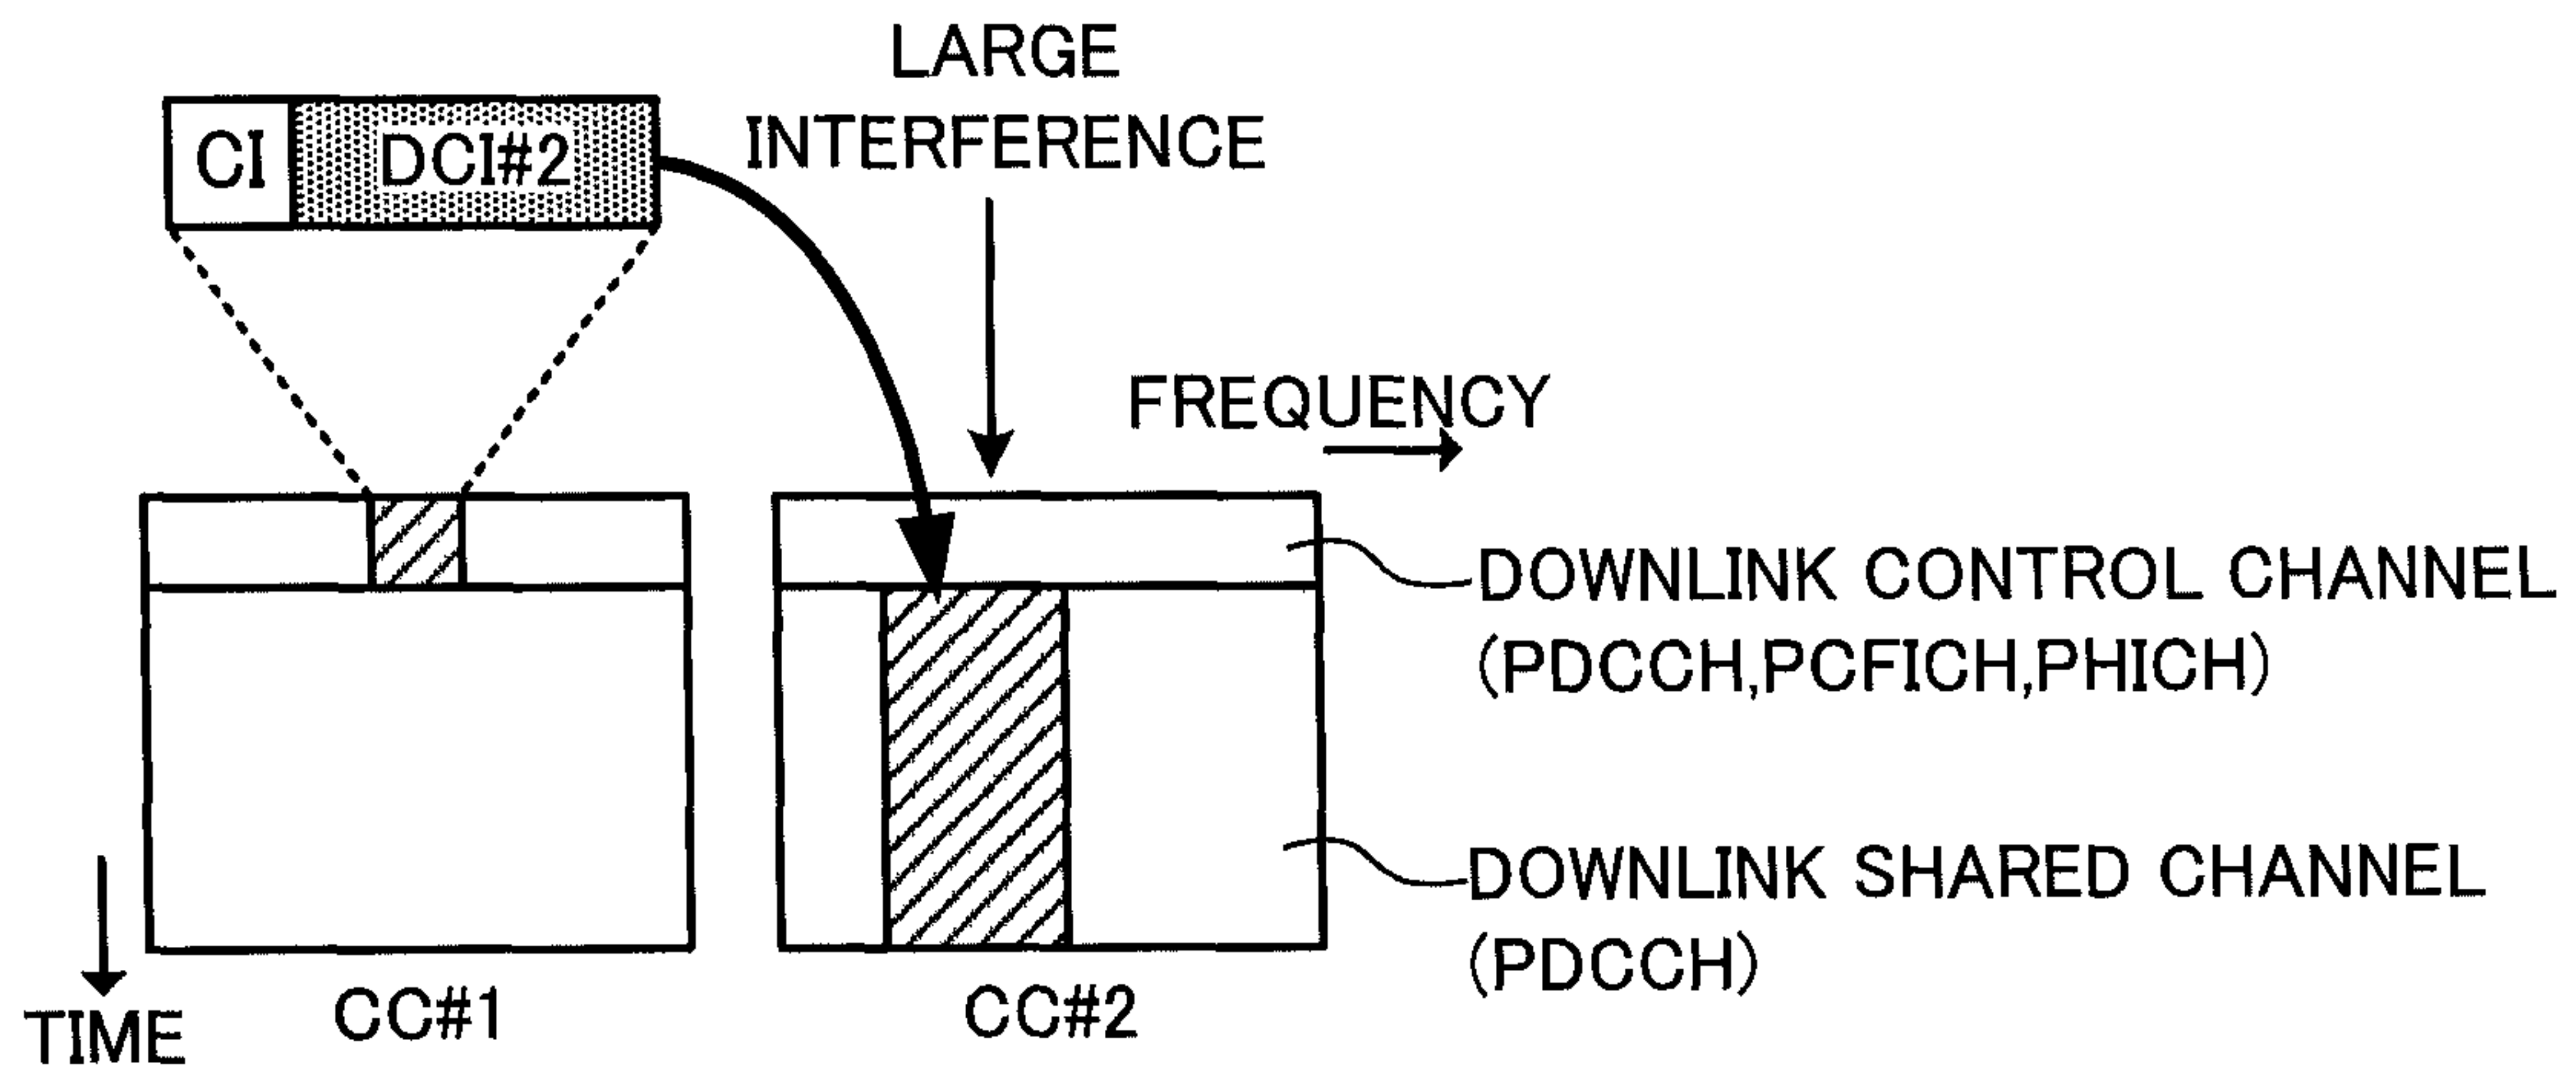 LARGE
INTERFERENCE
CI DCI#2
FREQUENCY
DOWNLINK CONTROL CHANNEL
(PDCCH,PCFICH,PHICH)
DOWNLINK SHARED CHANNEL
(PDCCH)
TIME
CC#1
CC#2